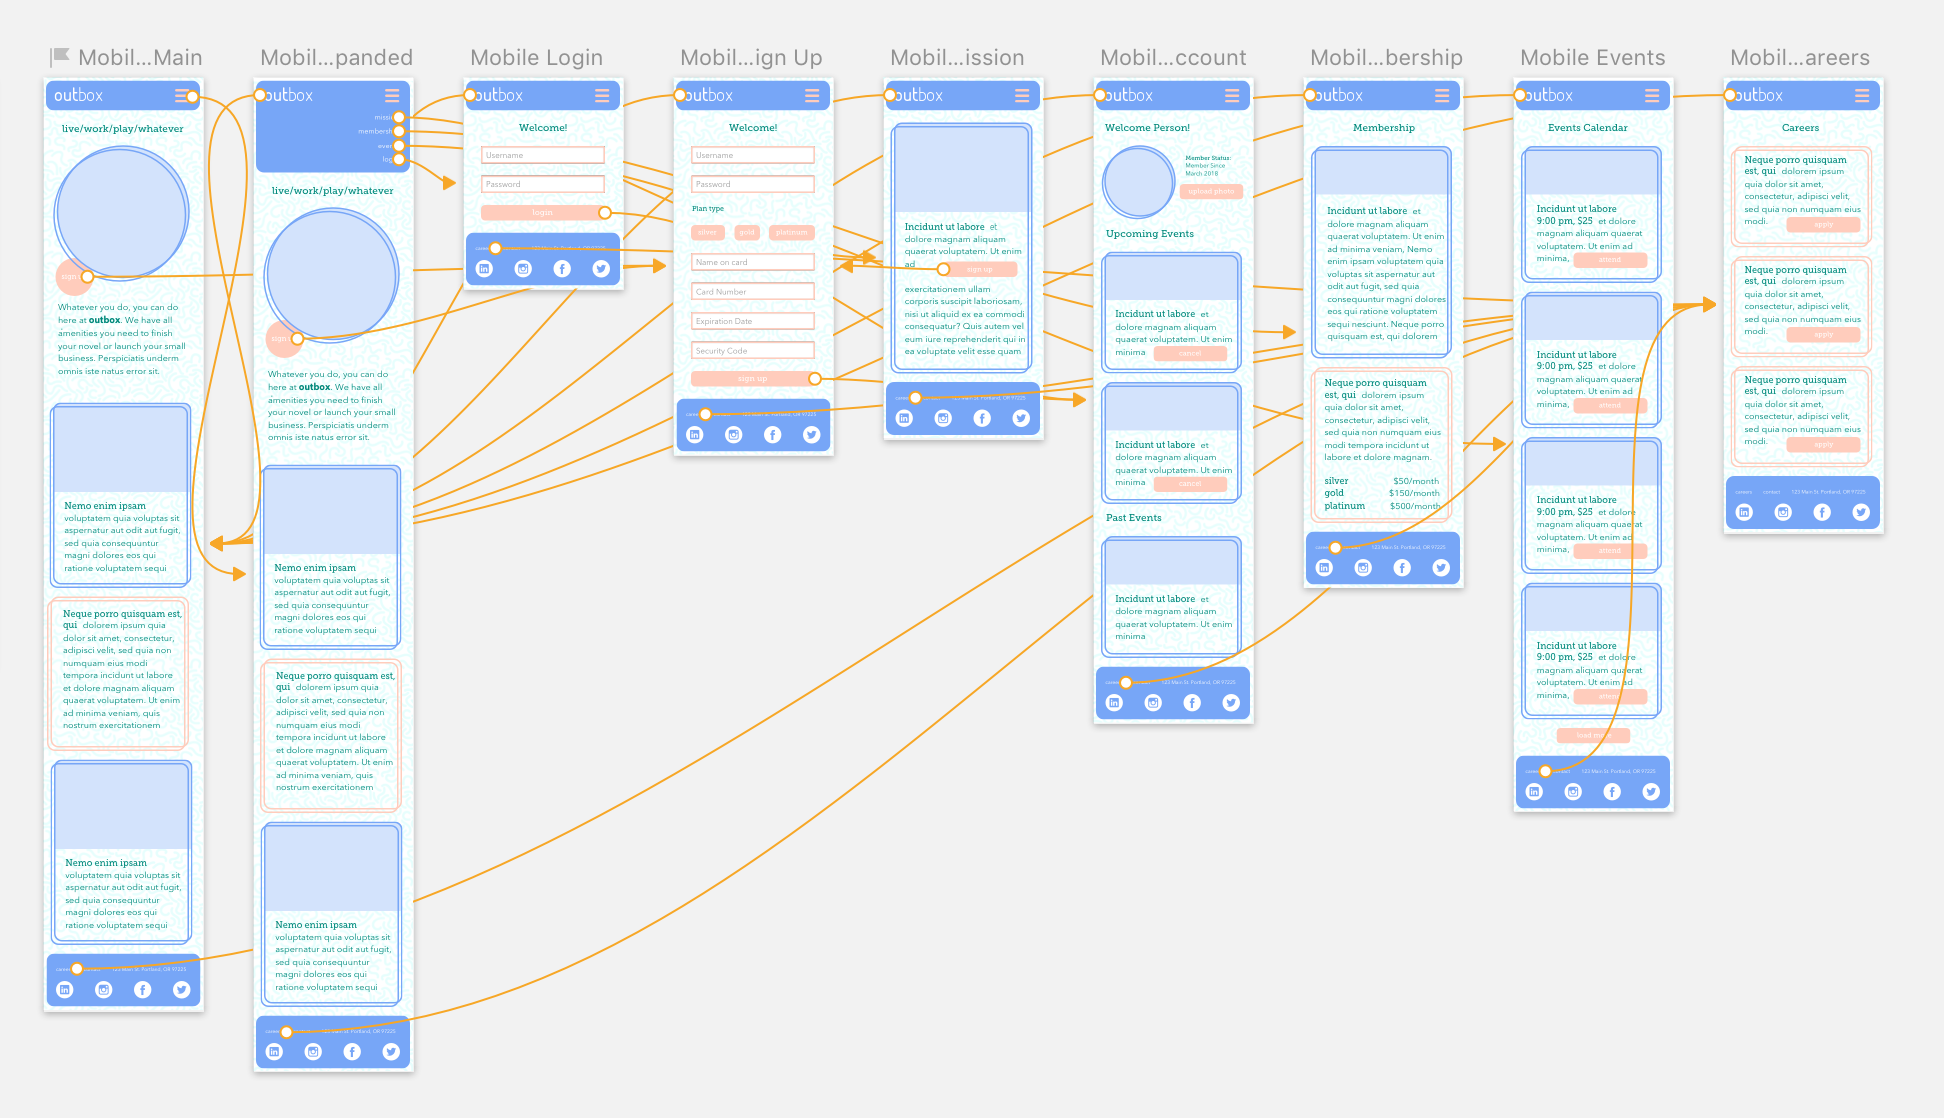 Mobil...Main
outbox
live/work/play/whatever
sign
Whatever you do, you can do
here at outbox. We have all
amenities you need to finish
your novel or launch your small
business. Perspiciatis underm
omnis iste natus error sit.
Nemo enim ipsam
voluptatem quia voluptas sit
aspernatur aut odit aut fugit,
sed quia consequuntur
magni dolores eos qui
ratione voluptatem sequi
Neque porro quisquam est,
qui dolorem ipsum quia
dolor sit amet, consectetur,
adipisci velit, sed quia non
numquam eius modi
tempora incidunt ut labore
et dolore magnam aliquam
quaerat voluptatem. Ut enim
ad minima veniam, quis
nostrum exercitationem
Nemo enim ipsam
voluptatem quia voluptas sit
aspernatur aut odit aut fugit,
sed quia consequuntur
magni dolores eos qui
ratione voluptatem sequi
123 Main St. Portland, OR 97225
Mobil...panded
outbox
live/work/play/whatever
sign
Whatever you do, you can do
here at outbox. We have all
amenities you need to finish
your novel or launch your small
business. Perspiciatis underm
omnis iste natus error sit.
Nemo enim ipsam
voluptatem quia voluptas sit
aspernatur aut odit aut fugit,
sed quia consequuntur
magni dolores eos qui
ratione voluptatem sequi
Neque porro quisquam est,
qui dolorem ipsum quia
dolor sit amet, consectetur,
adipisci velit, sed quia non
numquam eius modi
tempora incidunt ut labore
et dolore magnam aliquam
quaerat voluptatem. Ut enim
ad minima veniam, quis
nostrum exercitationem
Nemo enim ipsam
voluptatem quia voluptas sit
aspernatur aut odit aut fugit,
sed quia consequuntur
magni dolores eos qui
ratione voluptatem sequi
123 Main St. Portland, OR 97225
Mobile Login
outbox
Welcome!
Username
Password
login
123 Main St. Portland, OR 97225
Mobil...ign Up
outbox
Welcome!
Username
Password
Plan type
silver gold platinum
Name on card
Card Number
Expiration Date
Security Code
sign up
123 Main St. Portland, OR 97225
Mobil...ission
outbox
Incidunt ut labore et
dolore magnam aliquam
quaerat voluptatem. Ut enim
ad
sign up
exercitationem ullam
corporis suscipit laboriosam,
nisi ut aliquid ex ea commodi
consequatur? Quis autem vel
eum iure reprehenderit qui in
ea voluptate velit esse quam
123 Main St. Portland, OR 97225
Mobil...ccount
outbox
Welcome Person!
Member Status:
Member Since
March 2018
upload photo
Upcoming Events
Incidunt ut labore et
dolore magnam aliquam
quaerat voluptatem. Ut enim
minima
cancel
Incidunt ut labore et
dolore magnam aliquam
quaerat voluptatem. Ut enim
minima
cancel
Past Events
Incidunt ut labore et
dolore magnam aliquam
quaerat voluptatem. Ut enim
minima
123 Main St. Portland, OR 97225
Mobil...bership
outbox
Membership
Incidunt ut labore et
dolore magnam aliquam
quaerat voluptatem. Ut enim
ad minima veniam, Nemo
enim ipsam voluptatem quia
voluptas sit aspernatur aut
odit aut fugit, sed quia
consequuntur magni dolores
eos qui ratione voluptatem
sequi nesciunt. Neque porro
quisquam est, qui dolorem
Neque porro quisquam
est, qui dolorem ipsum quia
dolor sit amet,
consectetur, adipisci velit,
sed quia non numquam eius
modi tempora incidunt ut
labore et dolore magnam.
silver $50/month
gold $150/month
platinum $500/month
123 Main St. Portland, OR 97225
Mobile Events
outbox
Events Calendar
Incidunt ut labore
9:00 pm, $25 et dolore
magnam aliquam quaerat
voluptatem. Ut enim ad
minima, attend
Incidunt ut labore
9:00 pm, $25 et dolore
magnam aliquam quaerat
voluptatem. Ut enim ad
minima, attend
Incidunt ut labore
9:00 pm, $25 et dolore
magnam aliquam quaerat
voluptatem. Ut enim ad
minima, attend
Incidunt ut labore
9:00 pm, $25 et dolore
magnam aliquam quaerat
voluptatem. Ut enim ad
minima, attend
load more
123 Main St. Portland, OR 97225
Mobil...areers
outbox
Careers
Neque porro quisquam
est, qui dolorem ipsum
quia dolor sit amet,
consectetur, adipisci velit,
sed quia non numquam eius
modi.
apply
Neque porro quisquam
est, qui dolorem ipsum
quia dolor sit amet,
consectetur, adipisci velit,
sed quia non numquam eius
modi.
apply
Neque porro quisquam
est, qui dolorem ipsum
quia dolor sit amet,
consectetur, adipisci velit,
sed quia non numquam eius
modi.
apply
careers contact 123 Main St. Portland, OR 97225